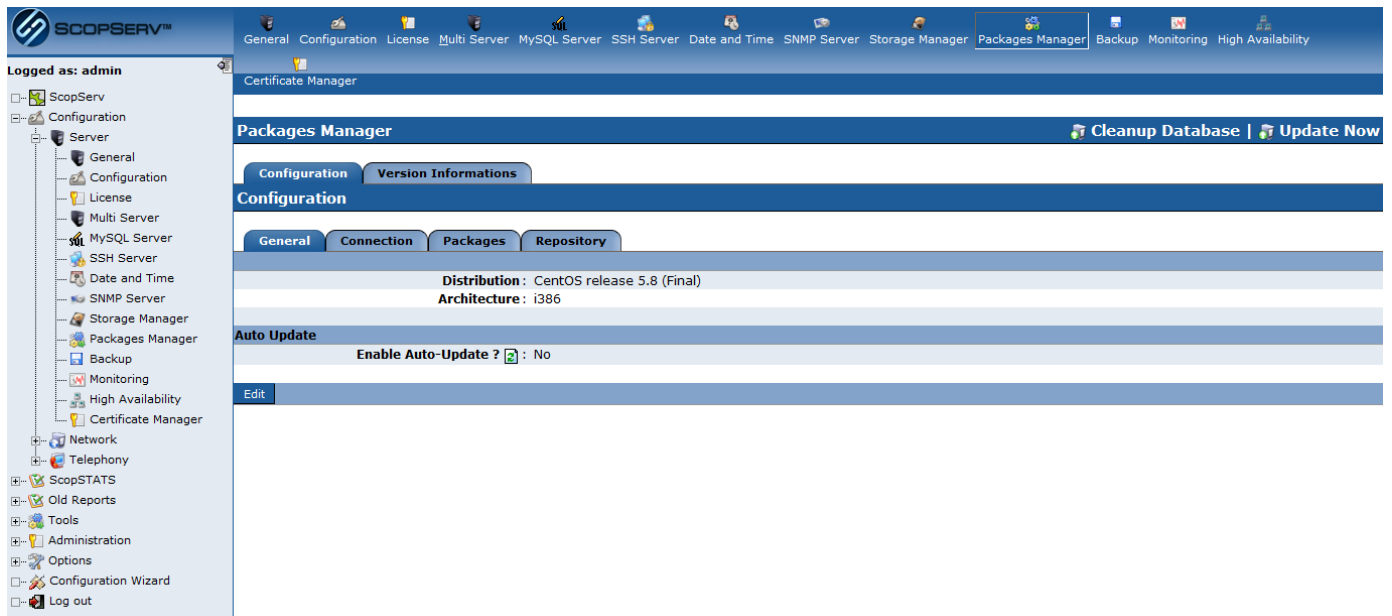 SCOPSERV™
General Configuration License Multi Server MySQL Server SSH Server Date and Time SNMP Server Storage Manager Packages Manager Backup Monitoring High Availability
Certificate Manager
Logged as: admin
ScopServ
Configuration
Server
General
Configuration
License
Multi Server
MySQL Server
SSH Server
Date and Time
SNMP Server
Storage Manager
Packages Manager
Backup
Monitoring
High Availability
Certificate Manager
Network
Telephony
ScopSTATS
Old Reports
Tools
Administration
Options
Configuration Wizard
Log out
Packages Manager
Cleanup Database | Update Now
Configuration Version Informations
Configuration
General Connection Packages Repository
Distribution : CentOS release 5.8 (Final)
Architecture : i386
Auto Update
Enable Auto-Update ? : No
Edit